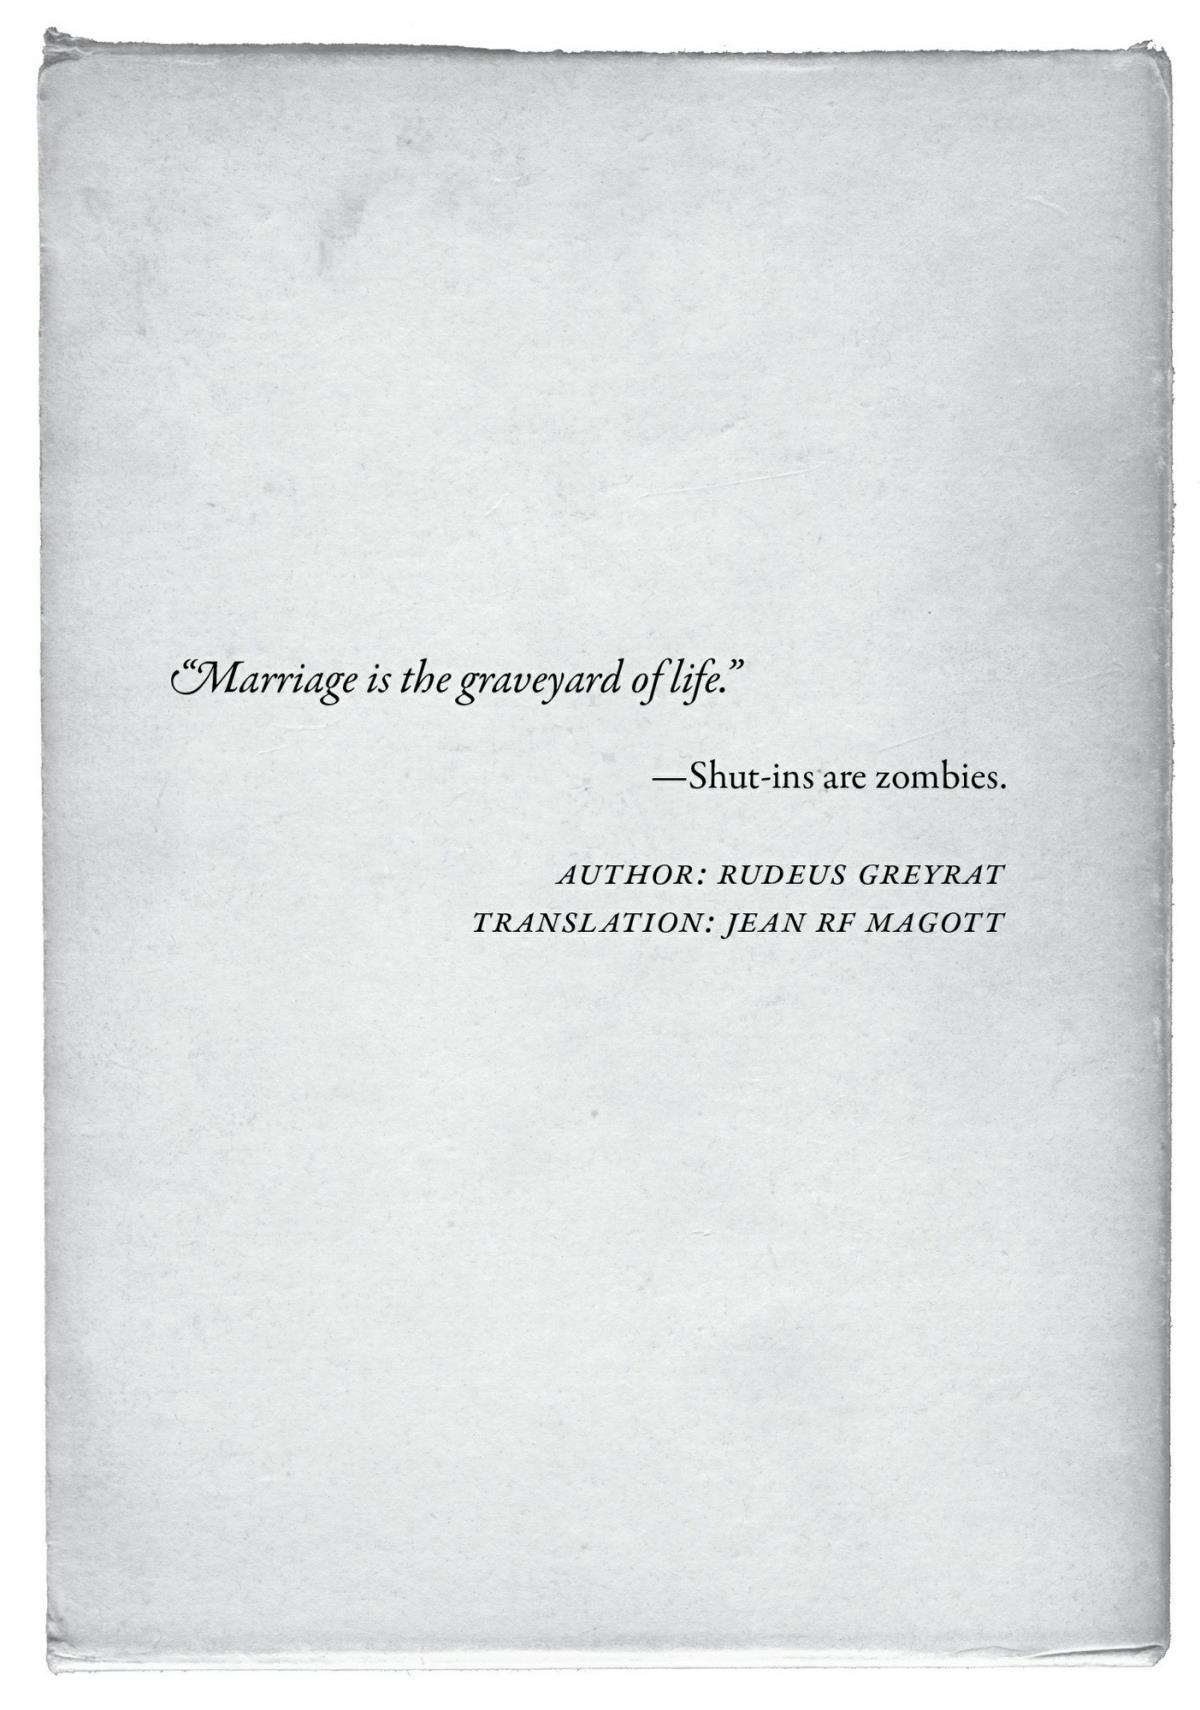 “Marriage is the graveyard of life.”
—Shut-ins are zombies.
AUTHOR: RUDEUS GREYRAT
TRANSLATION: JEAN RF MAGOTT